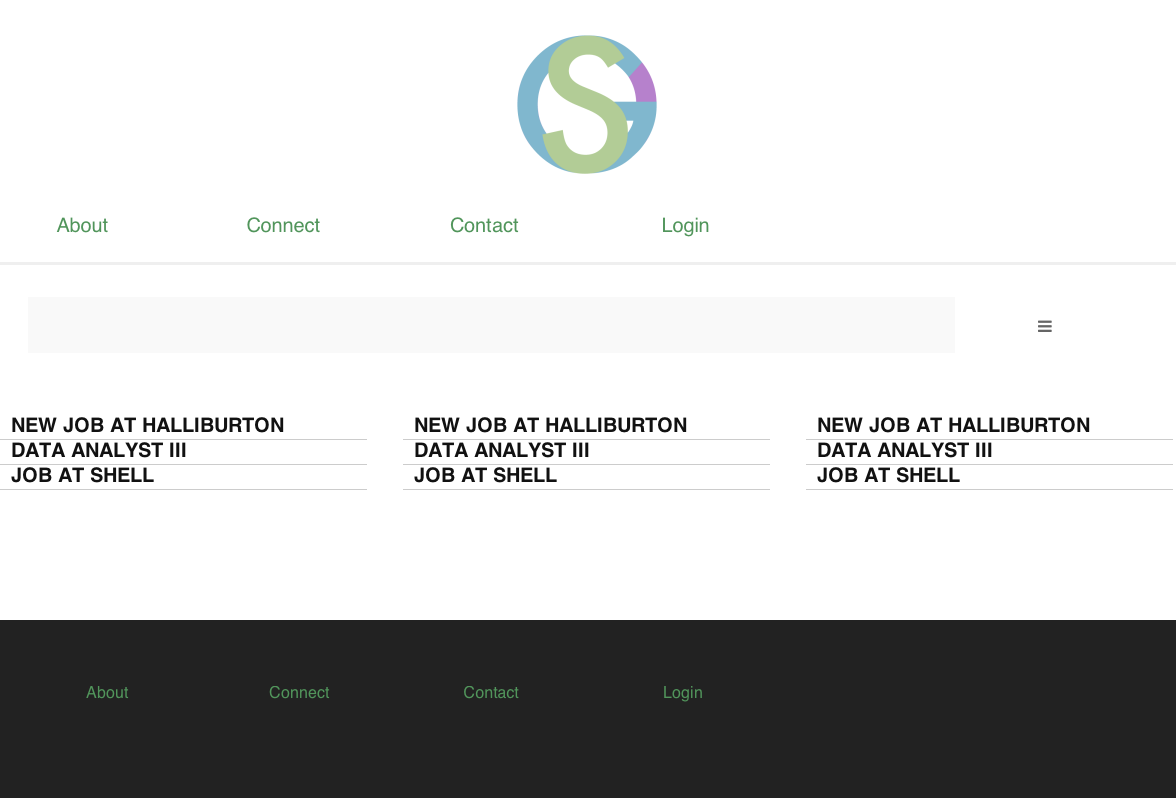 SG
About Connect Contact Login
NEW JOB AT HALLIBURTON NEW JOB AT HALLIBURTON NEW JOB AT HALLIBURTON
DATA ANALYST III DATA ANALYST III DATA ANALYST III
JOB AT SHELL JOB AT SHELL JOB AT SHELL
About Connect Contact Login